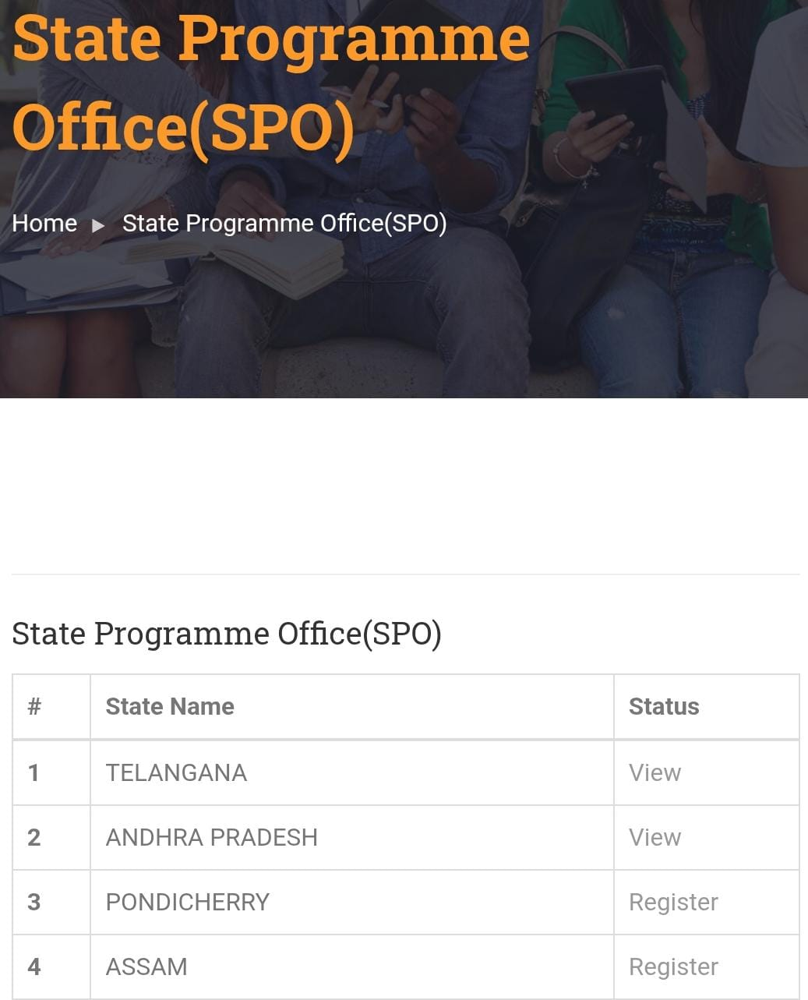 State Programme
Office(SPO)
Home ▶ State Programme Office(SPO)
State Programme Office(SPO)
# State Name Status
1 TELANGANA View
2 ANDHRA PRADESH View
3 PONDICHERRY Register
4 ASSAM Register